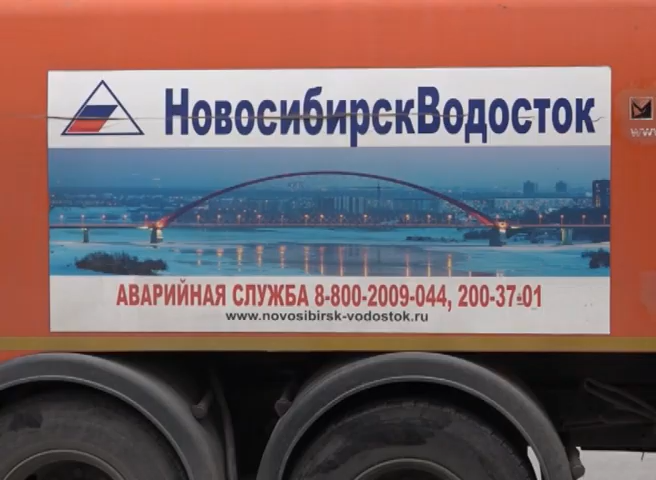 НовосибирскВодосток
АВАРИЙНАЯ СЛУЖБА 8-800-2009-044, 200-37-01
www.novosibirsk-vodostok.ru